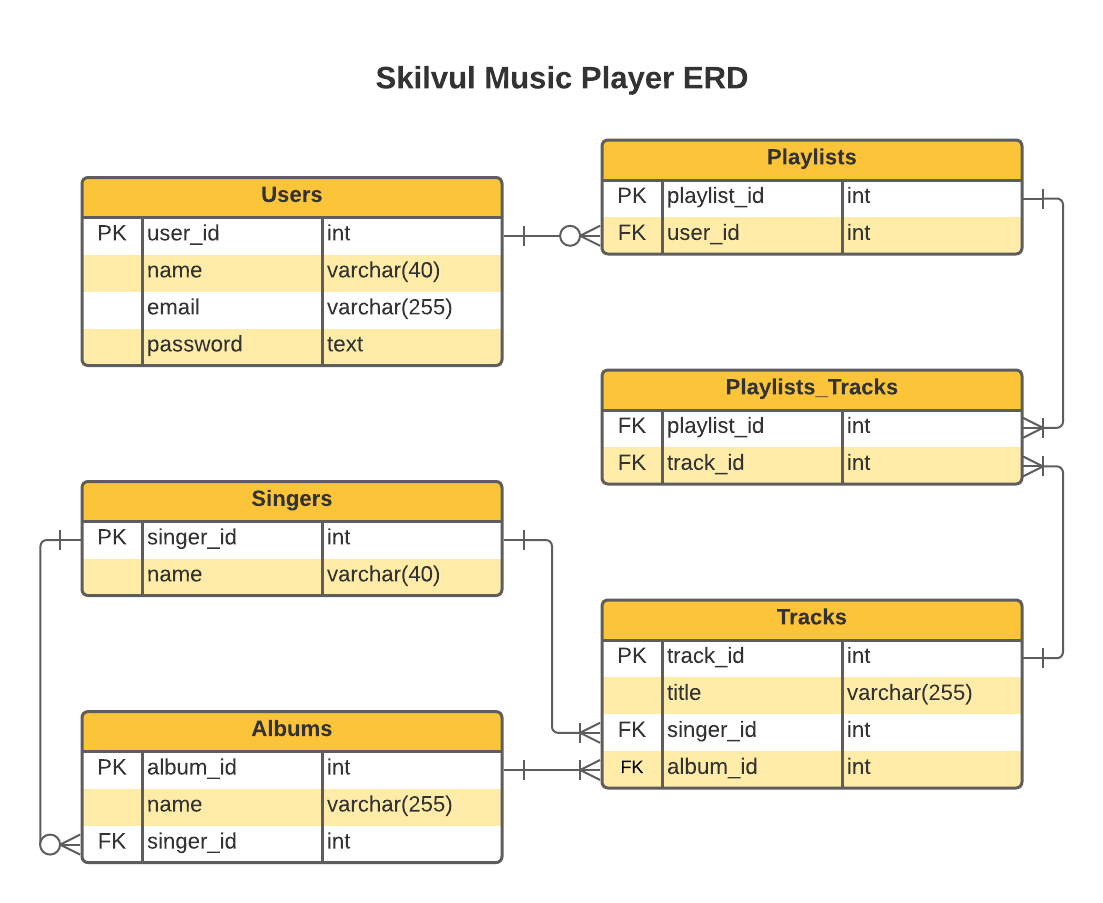 Skilvul Music Player ERD
Users
PK user_id int
name varchar(40)
email varchar(255)
password text
Playlists
PK playlist_id int
FK user_id int
Playlists_Tracks
FK playlist_id int
FK track_id int
Singers
PK singer_id int
name varchar(40)
Tracks
PK track_id int
title varchar(255)
FK singer_id int
FK album_id int
Albums
PK album_id int
name varchar(255)
FK singer_id int